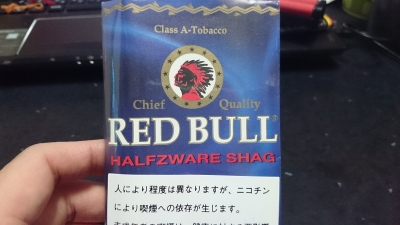 Class A-Tobacco
Chief Quality
RED BULL
HALFZWARE SHAG
人により程度は異なりますが、ニコチン
により喫煙への依存が生じます。